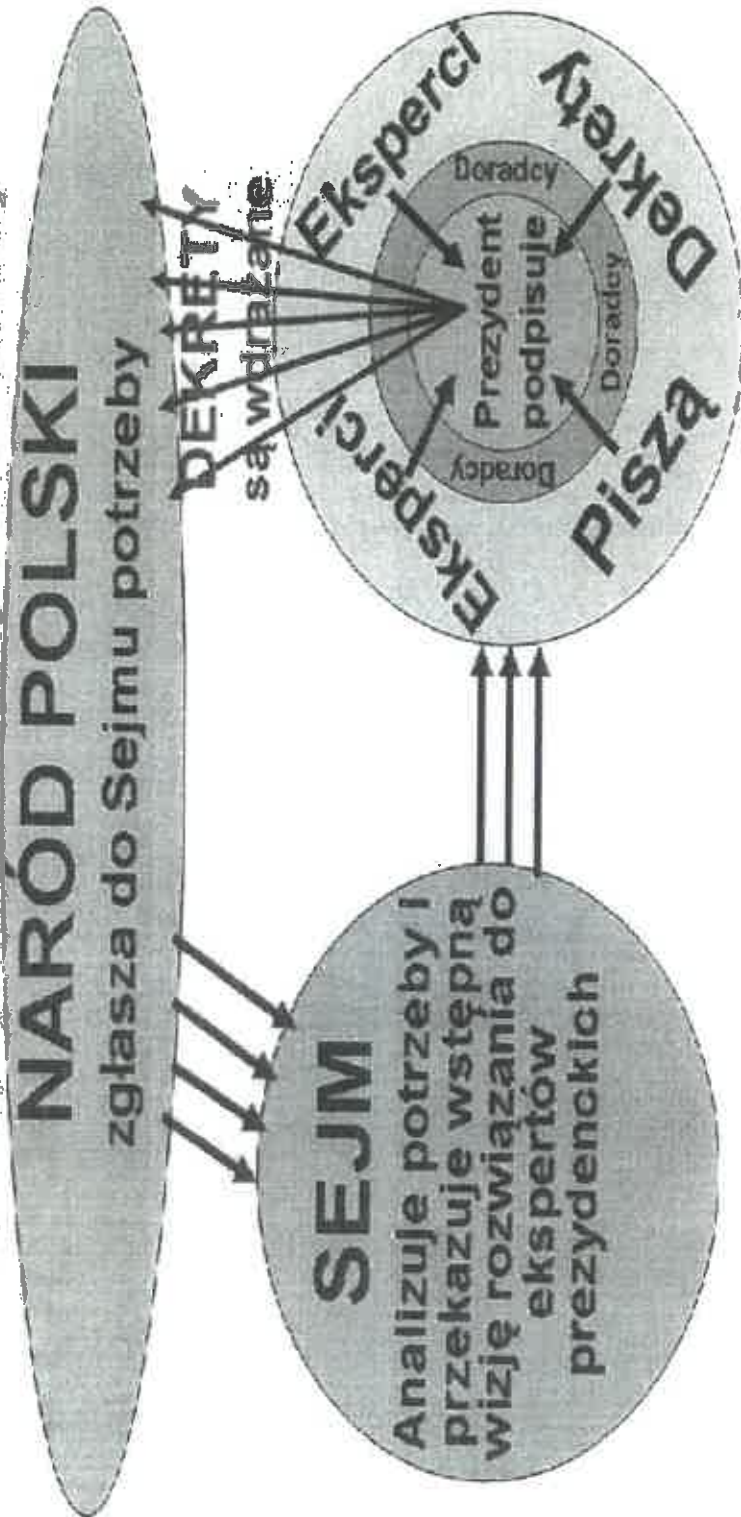 NARÓD POLSKI
zgłasza do Sejmu potrzeby
DEKRETY
są wdrażane
SEJM
Analizuje potrzeby i
przekazuje wstępną
wizję rozwiązania do
ekspertów
prezydenckich
Eksperci
Eksperci
Doradcy
Doradcy
Doradcy
Prezydent
podpisuje
Piszą
Dekrety